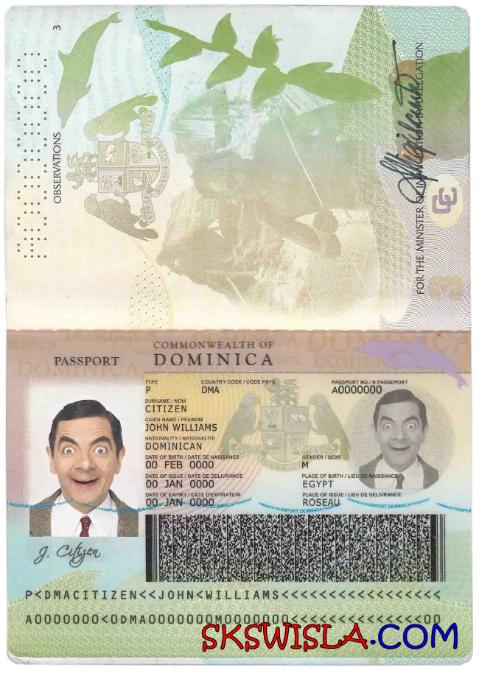 3
OBSERVATIONS
FOR THE MINISTER OF
DELEGATION
CC
COMMONWEALTH OF
DOMINICA
PASSPORT
TYPE
COUNTRY CODE / CODE PAYS
PASSPORT NO / N PASSEPORT
P
DMA
A0000000
SURNAME / NOM
CITIZEN
GIVEN NAME / PRENOM
JOHN WILLIAMS
NATIONALITY / NATIONALITE
DOMINICAN
DATE OF BIRTH / DATE DE NAISSANCE
GENDER / SEXE
00 FEB 0000
M
DATE OF ISSUE / DATE DE DELIVRANCE
PLACE OF BIRTH / LIEU DE NAISSANCE
00 JAN 0000
EGYPT
DATE OF EXPIRY / DATE D'EXPIRATION
PLACE OF ISSUE / LIEU DE DELIVRANCE
00 JAN 0000
ROSEAU
J. Citizen
P<DMACITIZEN<<JOHN<WILLIAMS<<<<<<<<<<<<<<<<<
A0000000<0DMA0000000M0000000<<<<<<<<<<<<<<00
SKSWISLA.COM